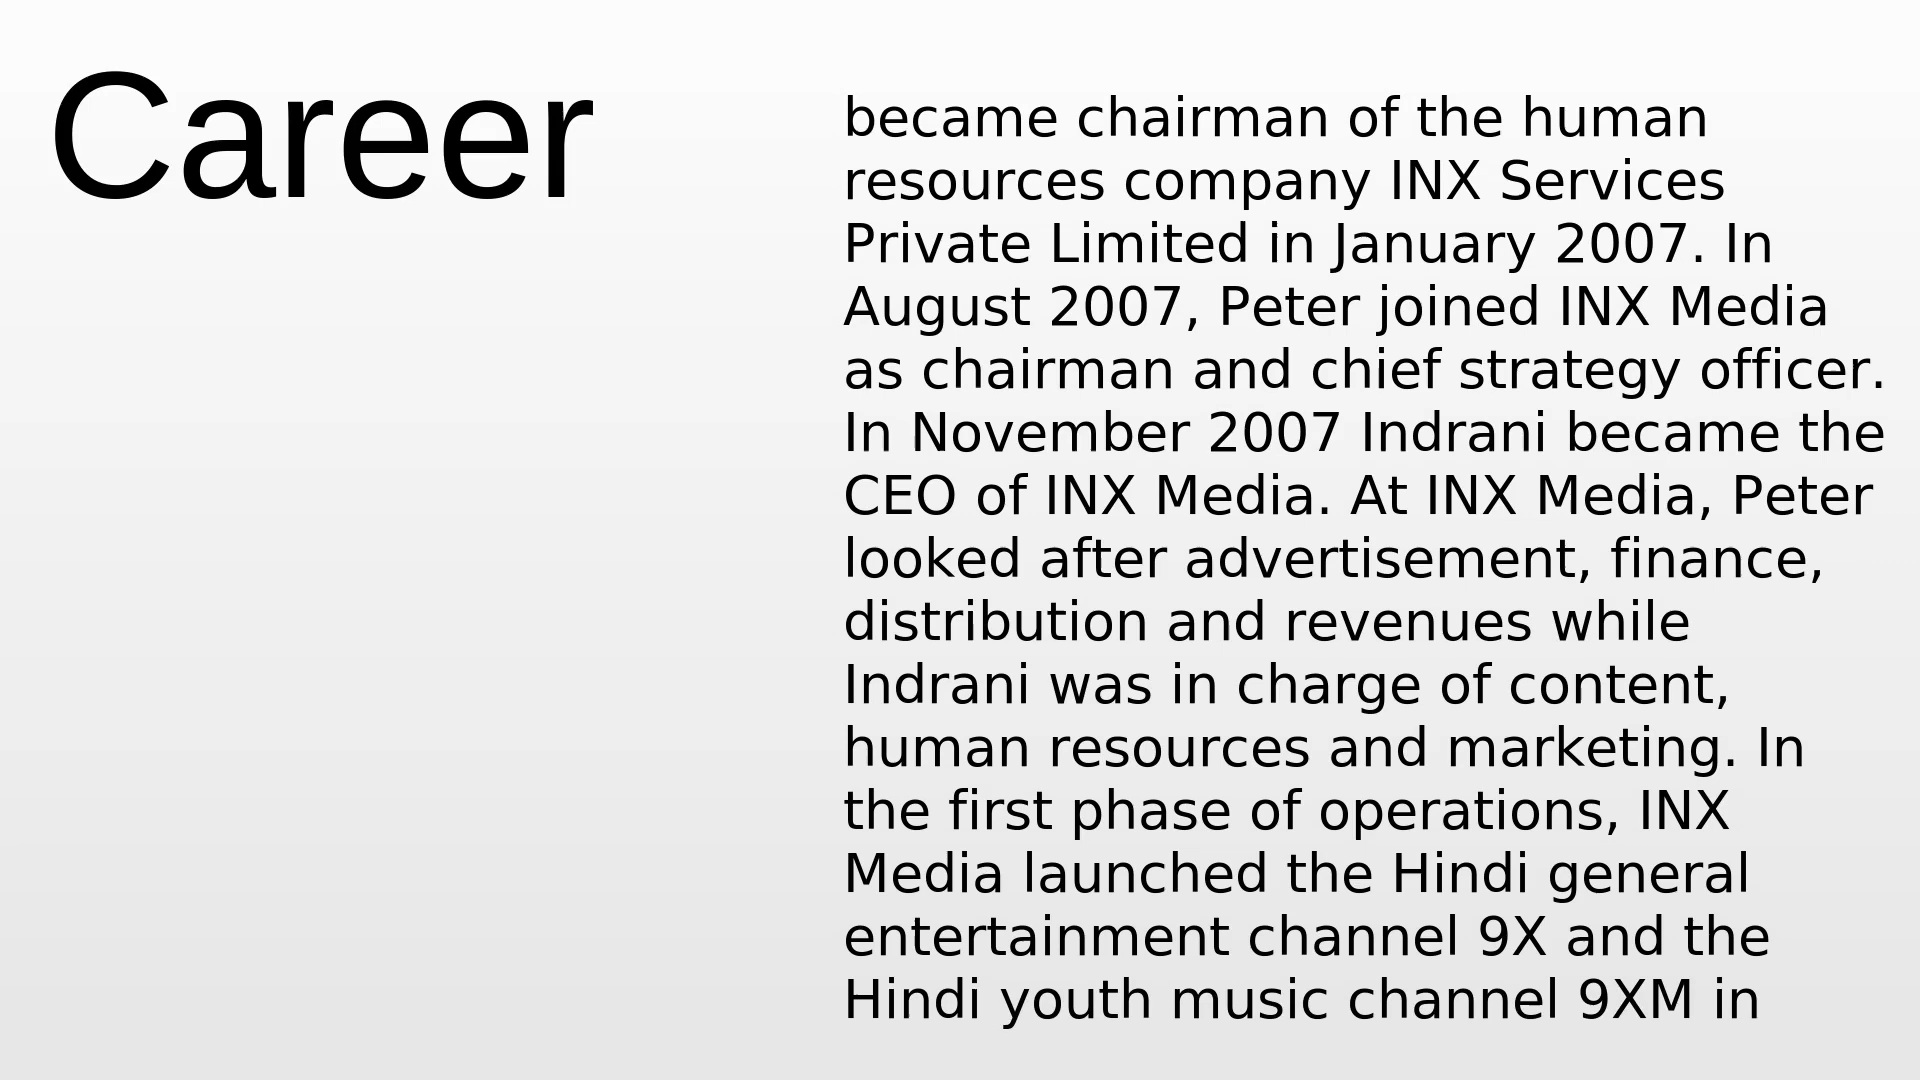 Career
became chairman of the human
resources company INX Services
Private Limited in January 2007. In
August 2007, Peter joined INX Media
as chairman and chief strategy officer.
In November 2007 Indrani became the
CEO of INX Media. At INX Media, Peter
looked after advertisement, finance,
distribution and revenues while
Indrani was in charge of content,
human resources and marketing. In
the first phase of operations, INX
Media launched the Hindi general
entertainment channel 9X and the
Hindi youth music channel 9XM in